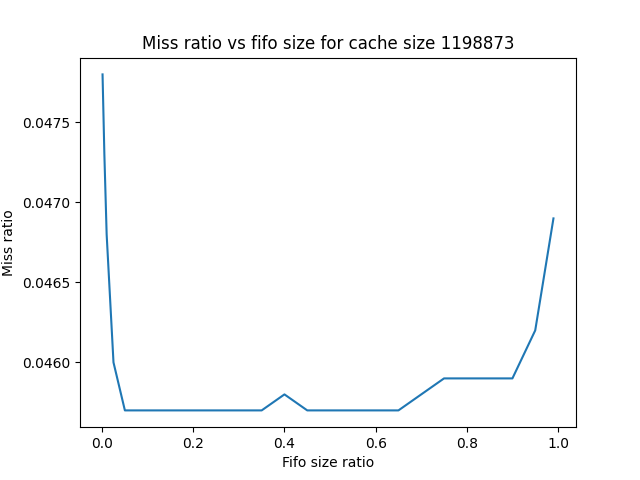 Miss ratio vs fifo size for cache size 1198873
0.0475
0.0470
0.0465
0.0460
Miss ratio
0.0 0.2 0.4 0.6 0.8 1.0
Fifo size ratio